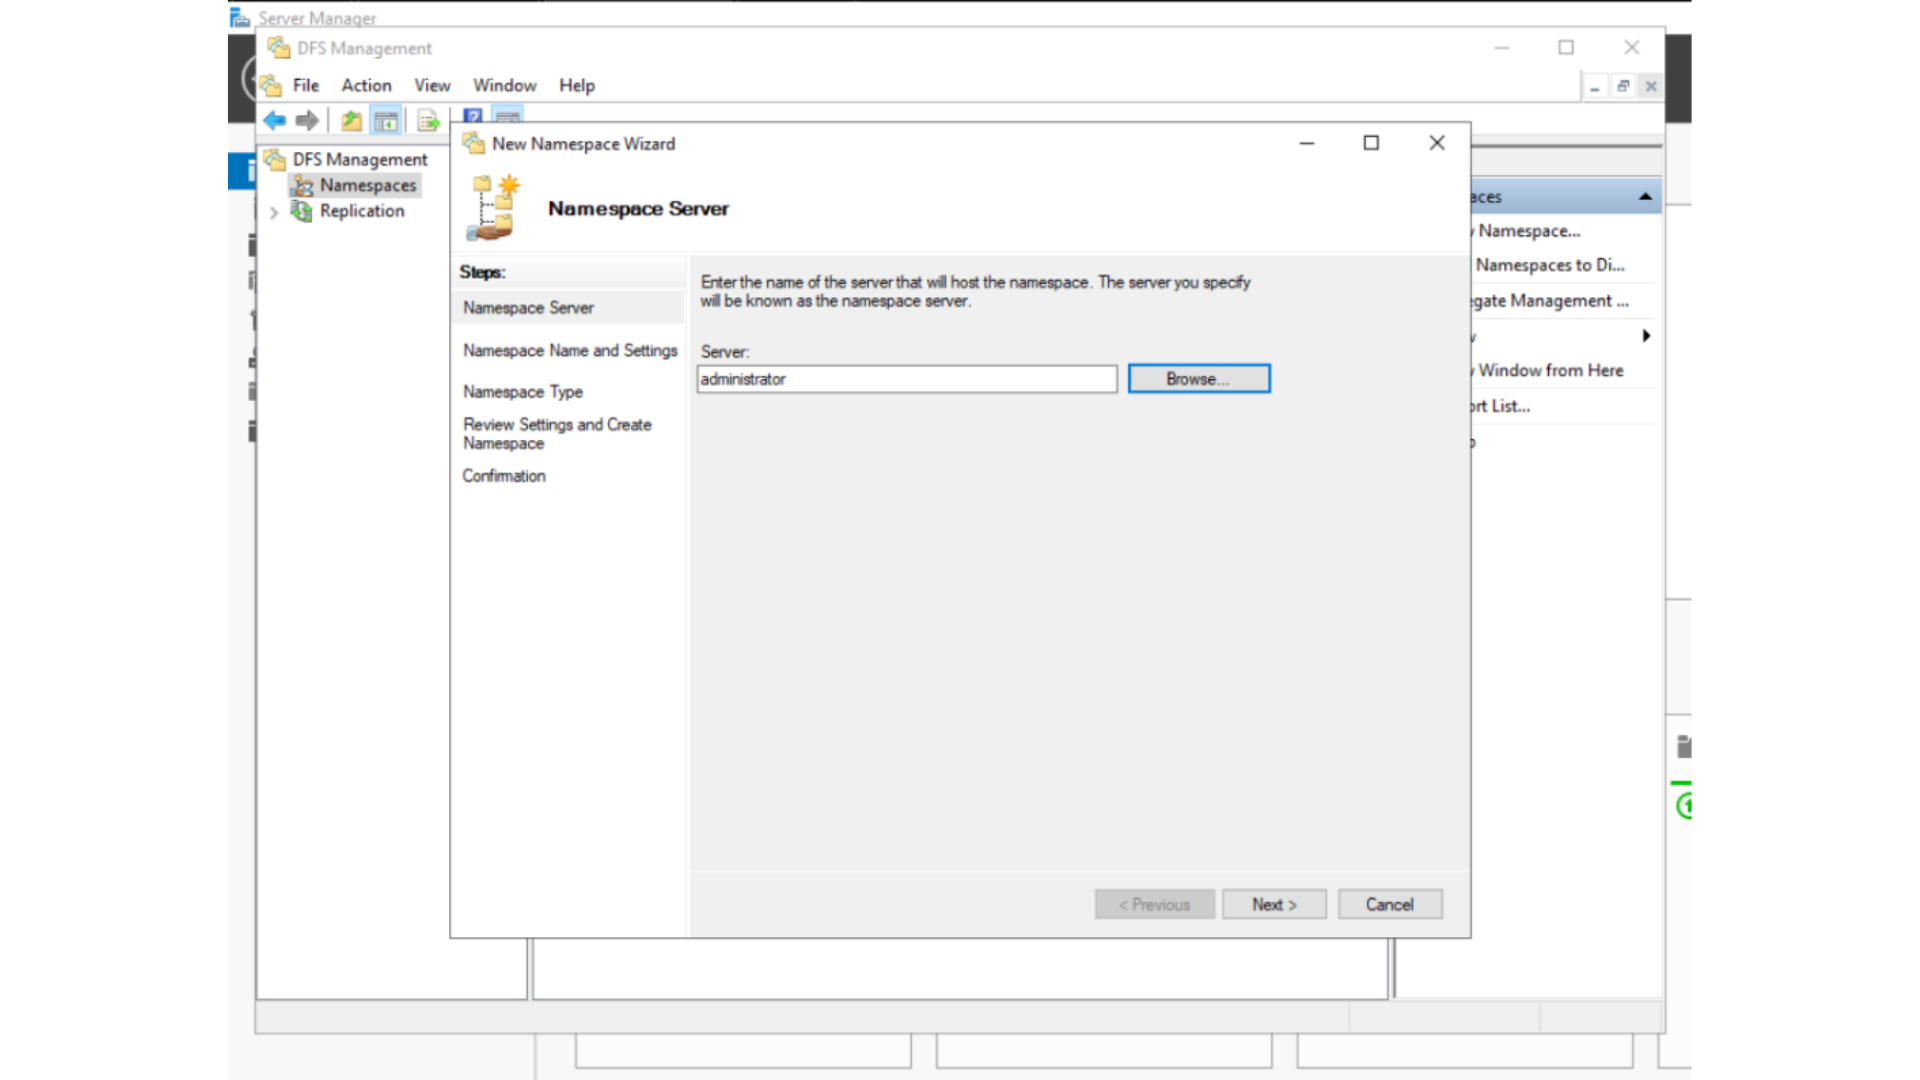 Server Manager
DFS Management
File Action View Window Help
DFS Management
Namespaces
Replication
New Namespace Wizard
Namespace Server
Steps:
Namespace Server
Namespace Name and Settings
Namespace Type
Review Settings and Create
Namespace
Confirmation
Enter the name of the server that will host the namespace. The server you specify
will be known as the namespace server.
Server:
administrator
Browse...
< Previous
Next >
Cancel
aces
Namespace...
Namespaces to Di...
egate Management ...
Window from Here
ort List...